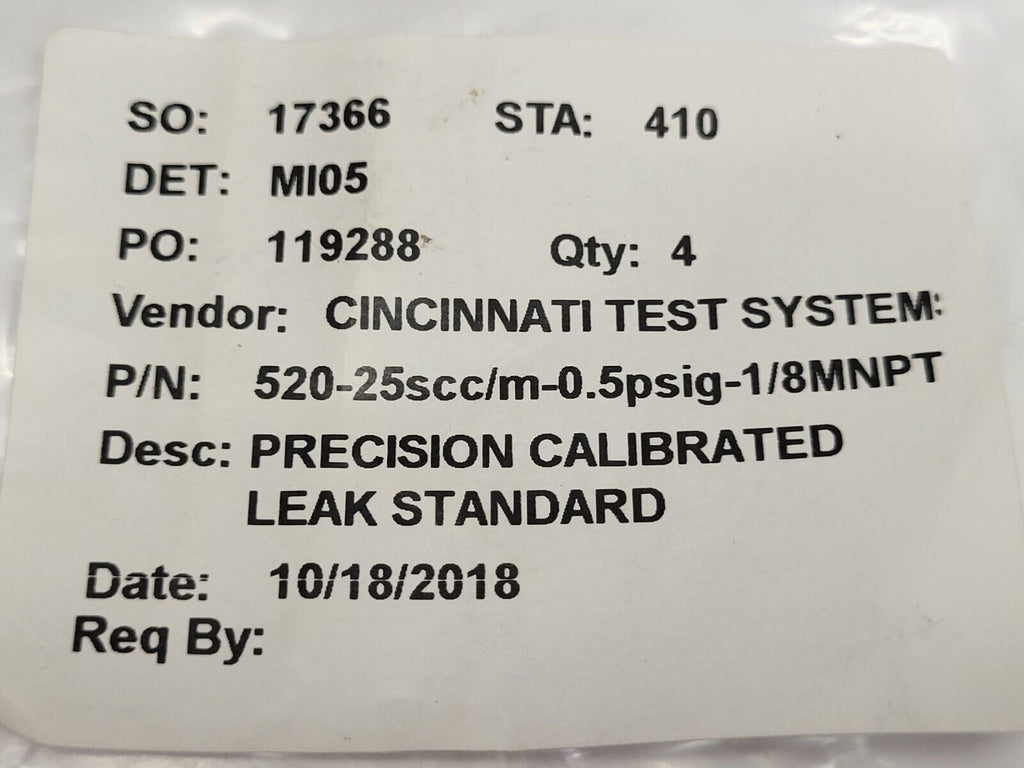 SO: 17366 STA: 410
DET: MI05
PO: 119288 Qty: 4
Vendor: CINCINNATI TEST SYSTEM
P/N: 520-25scc/m-0.5psig-1/8MNPT
Desc: PRECISION CALIBRATED
LEAK STANDARD
Date: 10/18/2018
Req By: